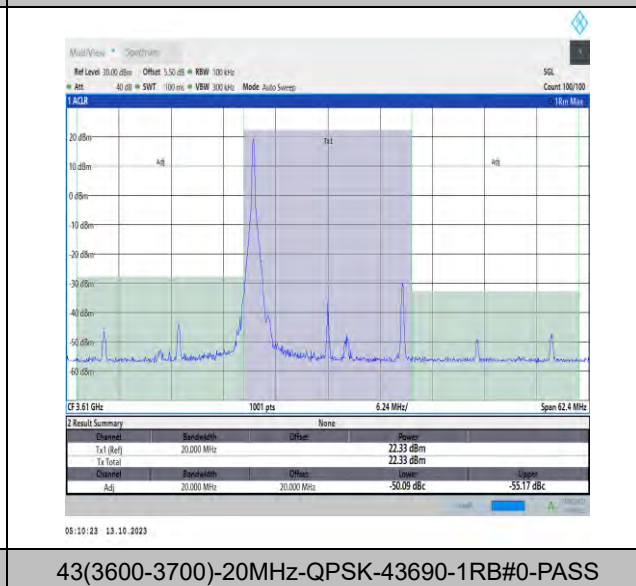 MultiView Spectrum
Ref Level 30.00 dBm Offset 5.50 dB RBW 100 kHz SGL
Att 40 dB SWT 100 ms VBW 300 kHz Mode Auto Sweep Count 100/100
1 ACLR 1Rm Max
Tx1
20 dBm
Adj Adj
10 dBm
0 dBm
-10 dBm
-20 dBm
-30 dBm
-40 dBm
-50 dBm
-60 dBm
CF 3.61 GHz 1001 pts 6.24 MHz/ Span 62.4 MHz
2 Result Summary None
Channel Bandwidth Offset Power
Tx1 (Ref) 20.000 MHz 22.33 dBm
Tx Total 22.33 dBm
Channel Bandwidth Offset Lower Upper
Adj 20.000 MHz 20.000 MHz -50.09 dBc -55.17 dBc
05:10:23 13.10.2023
43(3600-3700)-20MHz-QPSK-43690-1RB#0-PASS